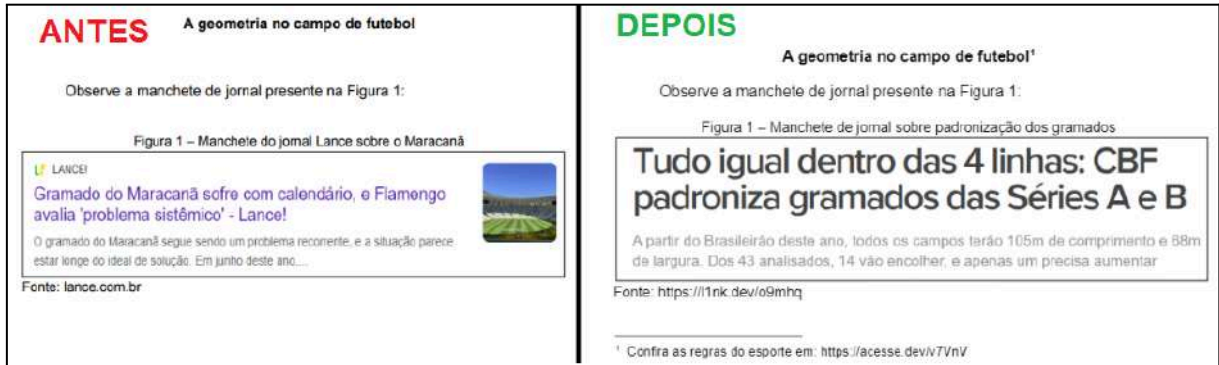 ANTES
A geometria no campo de futebol
Observe a manchete de jornal presente na Figura 1:
Figura 1 – Manchete do jornal Lance sobre o Maracanã
LANCE!
Gramado do Maracanã sofre com calendário, e Flamengo
avalia 'problema sistêmico' - Lance!
O gramado do Maracanã segue sendo um problema recorrente, e a situação parece
estar longe do ideal de solução. Em junho deste ano....
Fonte: lance.com.br
DEPOIS
A geometria no campo de futebol¹
Observe a manchete de jornal presente na Figura 1:
Figura 1 – Manchete de jornal sobre padronização dos gramados
Tudo igual dentro das 4 linhas: CBF
padroniza gramados das Séries A e B
A partir do Brasileirão deste ano, todos os campos terão 105m de comprimento e 68m
de largura. Dos 43 analisados, 14 vão encolher, e apenas um precisa aumentar
Fonte: https://l1nk.dev/o9mhq
¹ Confira as regras do esporte em: https://acesse.dev/v7VnV